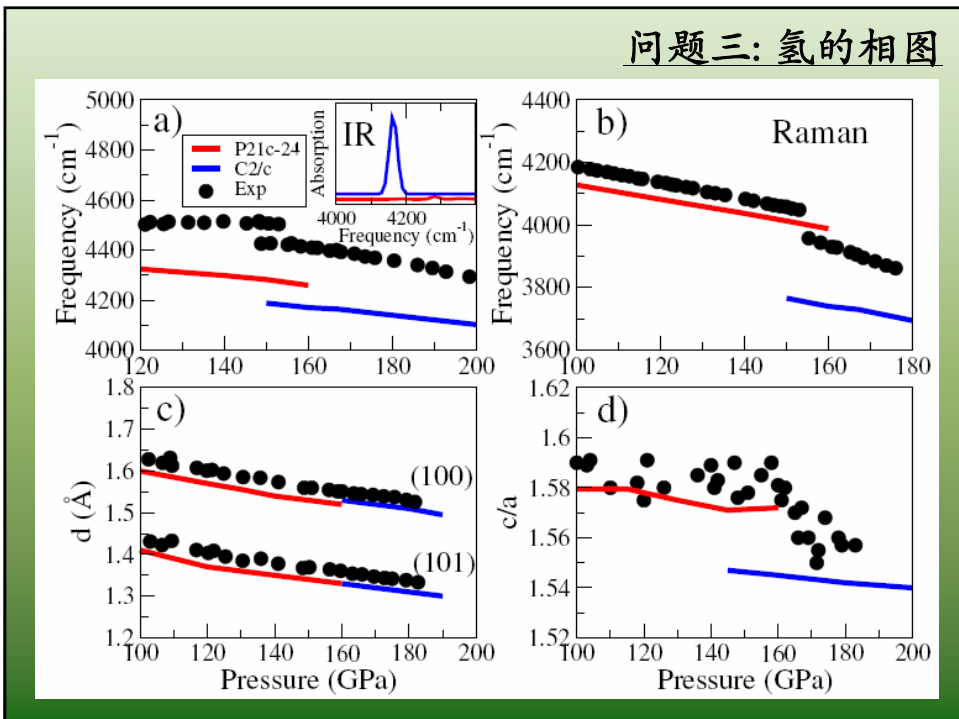 问题三: 氢的相图
a)
5000
4800
4600
4400
4200
4000
Frequency (cm-1)
P21c-24
C2/c
Exp
IR
Absorption
4000 4200
Frequency (cm-1)
120 140 160 180 200
b)
Raman
4400
4200
4000
3800
3600
Frequency (cm-1)
100 120 140 160 180
c)
1.8
1.7
1.6
1.5
1.4
1.3
1.2
d (Å)
(100)
(101)
100 120 140 160 180 200
Pressure (GPa)
d)
1.62
1.6
1.58
1.56
1.54
1.52
c/a
100 120 140 160 180 200
Pressure (GPa)